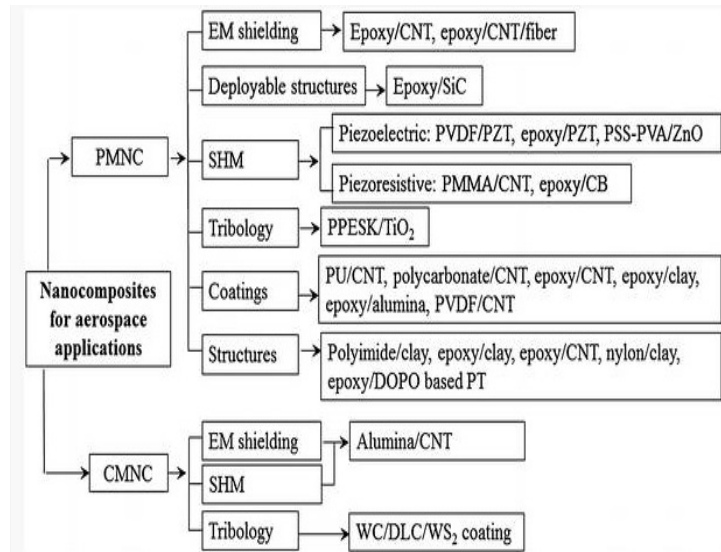 EM shielding
Epoxy/CNT, epoxy/CNT/fiber
Deployable structures
Epoxy/SiC
PMNC
SHM
Piezoelectric: PVDF/PZT, epoxy/PZT, PSS-PVA/ZnO
Piezoresistive: PMMA/CNT, epoxy/CB
Tribology
PPESK/TiO₂
Nanocomposites
for aerospace
applications
Coatings
PU/CNT, polycarbonate/CNT, epoxy/CNT, epoxy/clay,
epoxy/alumina, PVDF/CNT
Structures
Polyimide/clay, epoxy/clay, epoxy/CNT, nylon/clay,
epoxy/DOPO based PT
CMNC
EM shielding
Alumina/CNT
SHM
Tribology
WC/DLC/WS₂ coating